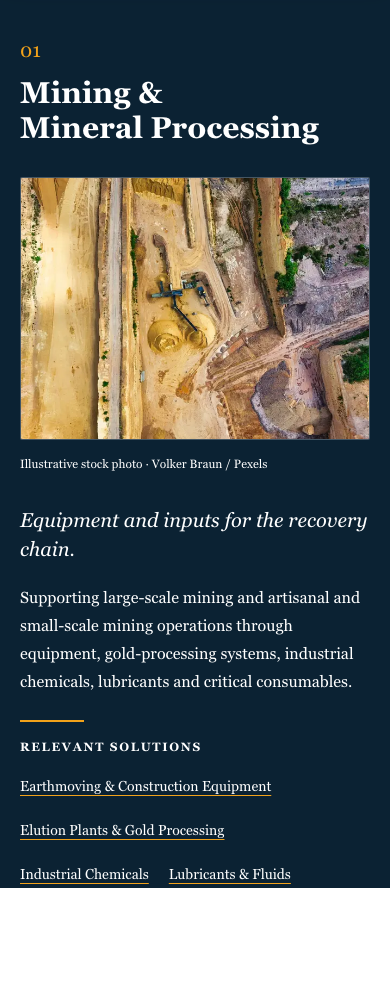 01
Mining &
Mineral Processing
Illustrative stock photo · Volker Braun / Pexels
Equipment and inputs for the recovery
chain.
Supporting large-scale mining and artisanal and
small-scale mining operations through
equipment, gold-processing systems, industrial
chemicals, lubricants and critical consumables.
RELEVANT SOLUTIONS
Earthmoving & Construction Equipment
Elution Plants & Gold Processing
Industrial Chemicals Lubricants & Fluids